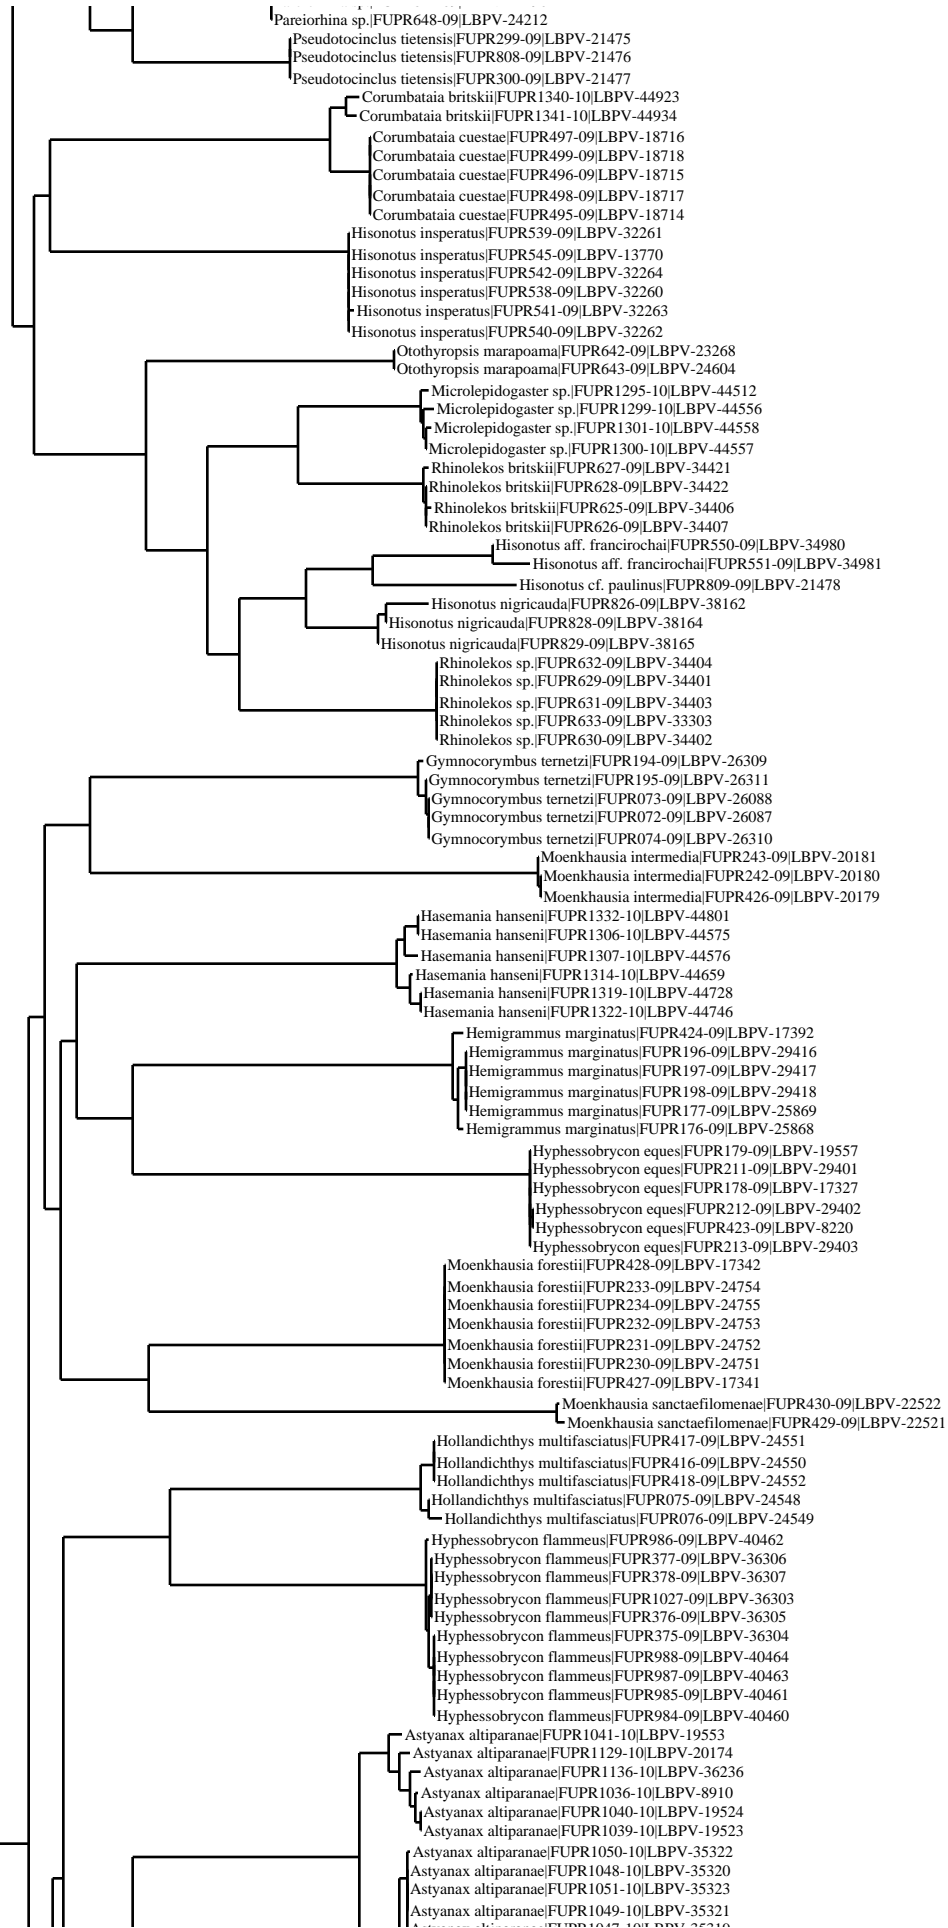 Pareiorhina sp.|FUPR648-09|LBPV-24212
Pseudotocinclus tietensis|FUPR299-09|LBPV-21475
Pseudotocinclus tietensis|FUPR808-09|LBPV-21476
Pseudotocinclus tietensis|FUPR300-09|LBPV-21477
Corumbataia britskii|FUPR1340-10|LBPV-44923
Corumbataia britskii|FUPR1341-10|LBPV-44934
Corumbataia cuestae|FUPR497-09|LBPV-18716
Corumbataia cuestae|FUPR499-09|LBPV-18718
Corumbataia cuestae|FUPR496-09|LBPV-18715
Corumbataia cuestae|FUPR498-09|LBPV-18717
Corumbataia cuestae|FUPR495-09|LBPV-18714
Hisonotus insperatus|FUPR539-09|LBPV-32261
Hisonotus insperatus|FUPR545-09|LBPV-13770
Hisonotus insperatus|FUPR542-09|LBPV-32264
Hisonotus insperatus|FUPR538-09|LBPV-32260
Hisonotus insperatus|FUPR541-09|LBPV-32263
Hisonotus insperatus|FUPR540-09|LBPV-32262
Otothyropsis marapoama|FUPR642-09|LBPV-23268
Otothyropsis marapoama|FUPR643-09|LBPV-24604
Microlepidogaster sp.|FUPR1295-10|LBPV-44512
Microlepidogaster sp.|FUPR1299-10|LBPV-44556
Microlepidogaster sp.|FUPR1301-10|LBPV-44558
Microlepidogaster sp.|FUPR1300-10|LBPV-44557
Rhinolekos britskii|FUPR627-09|LBPV-34421
Rhinolekos britskii|FUPR628-09|LBPV-34422
Rhinolekos britskii|FUPR625-09|LBPV-34406
Rhinolekos britskii|FUPR626-09|LBPV-34407
Hisonotus aff. francirochai|FUPR550-09|LBPV-34980
Hisonotus aff. francirochai|FUPR551-09|LBPV-34981
Hisonotus cf. paulinus|FUPR809-09|LBPV-21478
Hisonotus nigricauda|FUPR826-09|LBPV-38162
Hisonotus nigricauda|FUPR828-09|LBPV-38164
Hisonotus nigricauda|FUPR829-09|LBPV-38165
Rhinolekos sp.|FUPR632-09|LBPV-34404
Rhinolekos sp.|FUPR629-09|LBPV-34401
Rhinolekos sp.|FUPR631-09|LBPV-34403
Rhinolekos sp.|FUPR633-09|LBPV-33303
Rhinolekos sp.|FUPR630-09|LBPV-34402
Gymnocorymbus ternetzi|FUPR194-09|LBPV-26309
Gymnocorymbus ternetzi|FUPR195-09|LBPV-26311
Gymnocorymbus ternetzi|FUPR073-09|LBPV-26088
Gymnocorymbus ternetzi|FUPR072-09|LBPV-26087
Gymnocorymbus ternetzi|FUPR074-09|LBPV-26310
Moenkhausia intermedia|FUPR243-09|LBPV-20181
Moenkhausia intermedia|FUPR242-09|LBPV-20180
Moenkhausia intermedia|FUPR426-09|LBPV-20179
Hasemania hanseni|FUPR1332-10|LBPV-44801
Hasemania hanseni|FUPR1306-10|LBPV-44575
Hasemania hanseni|FUPR1307-10|LBPV-44576
Hasemania hanseni|FUPR1314-10|LBPV-44659
Hasemania hanseni|FUPR1319-10|LBPV-44728
Hasemania hanseni|FUPR1322-10|LBPV-44746
Hemigrammus marginatus|FUPR424-09|LBPV-17392
Hemigrammus marginatus|FUPR196-09|LBPV-29416
Hemigrammus marginatus|FUPR197-09|LBPV-29417
Hemigrammus marginatus|FUPR198-09|LBPV-29418
Hemigrammus marginatus|FUPR177-09|LBPV-25869
Hemigrammus marginatus|FUPR176-09|LBPV-25868
Hyphessobrycon eques|FUPR179-09|LBPV-19557
Hyphessobrycon eques|FUPR211-09|LBPV-29401
Hyphessobrycon eques|FUPR178-09|LBPV-17327
Hyphessobrycon eques|FUPR212-09|LBPV-29402
Hyphessobrycon eques|FUPR423-09|LBPV-8220
Hyphessobrycon eques|FUPR213-09|LBPV-29403
Moenkhausia forestii|FUPR428-09|LBPV-17342
Moenkhausia forestii|FUPR233-09|LBPV-24754
Moenkhausia forestii|FUPR234-09|LBPV-24755
Moenkhausia forestii|FUPR232-09|LBPV-24753
Moenkhausia forestii|FUPR231-09|LBPV-24752
Moenkhausia forestii|FUPR230-09|LBPV-24751
Moenkhausia forestii|FUPR427-09|LBPV-17341
Moenkhausia sanctaefilomenae|FUPR430-09|LBPV-22522
Moenkhausia sanctaefilomenae|FUPR429-09|LBPV-22521
Hollandichthys multifasciatus|FUPR417-09|LBPV-24551
Hollandichthys multifasciatus|FUPR416-09|LBPV-24550
Hollandichthys multifasciatus|FUPR418-09|LBPV-24552
Hollandichthys multifasciatus|FUPR075-09|LBPV-24548
Hollandichthys multifasciatus|FUPR076-09|LBPV-24549
Hyphessobrycon flammeus|FUPR986-09|LBPV-40462
Hyphessobrycon flammeus|FUPR377-09|LBPV-36306
Hyphessobrycon flammeus|FUPR378-09|LBPV-36307
Hyphessobrycon flammeus|FUPR1027-09|LBPV-36303
Hyphessobrycon flammeus|FUPR376-09|LBPV-36305
Hyphessobrycon flammeus|FUPR375-09|LBPV-36304
Hyphessobrycon flammeus|FUPR988-09|LBPV-40464
Hyphessobrycon flammeus|FUPR987-09|LBPV-40463
Hyphessobrycon flammeus|FUPR985-09|LBPV-40461
Hyphessobrycon flammeus|FUPR984-09|LBPV-40460
Astyanax altiparanae|FUPR1041-10|LBPV-19553
Astyanax altiparanae|FUPR1129-10|LBPV-20174
Astyanax altiparanae|FUPR1136-10|LBPV-36236
Astyanax altiparanae|FUPR1036-10|LBPV-8910
Astyanax altiparanae|FUPR1040-10|LBPV-19524
Astyanax altiparanae|FUPR1039-10|LBPV-19523
Astyanax altiparanae|FUPR1050-10|LBPV-35322
Astyanax altiparanae|FUPR1048-10|LBPV-35320
Astyanax altiparanae|FUPR1051-10|LBPV-35323
Astyanax altiparanae|FUPR1049-10|LBPV-35321